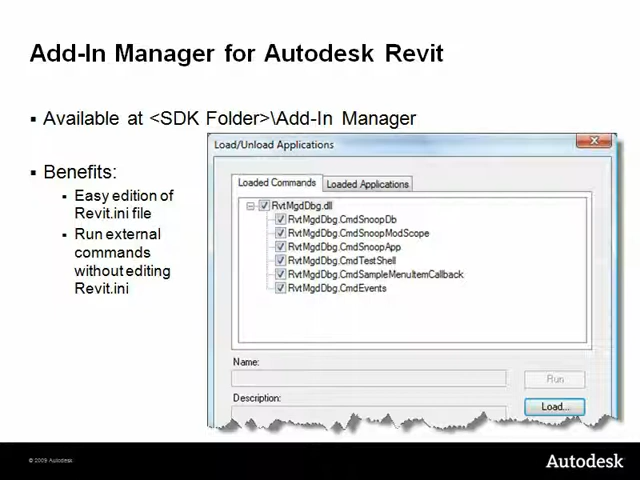 Add-In Manager for Autodesk Revit
Available at <SDK Folder>\Add-In Manager
Benefits:
Easy edition of
Revit.ini file
Run external
commands
without editing
Revit.ini
Load/Unload Applications
Loaded Commands Loaded Applications
RvtMgdDbg.dll
RvtMgdDbg.CmdSnoopDb
RvtMgdDbg.CmdSnoopModScope
RvtMgdDbg.CmdSnoopApp
RvtMgdDbg.CmdTestShell
RvtMgdDbg.CmdSampleMenuItemCallback
RvtMgdDbg.CmdEvents
Name:
Run
Description:
Load...
© 2009 Autodesk
Autodesk